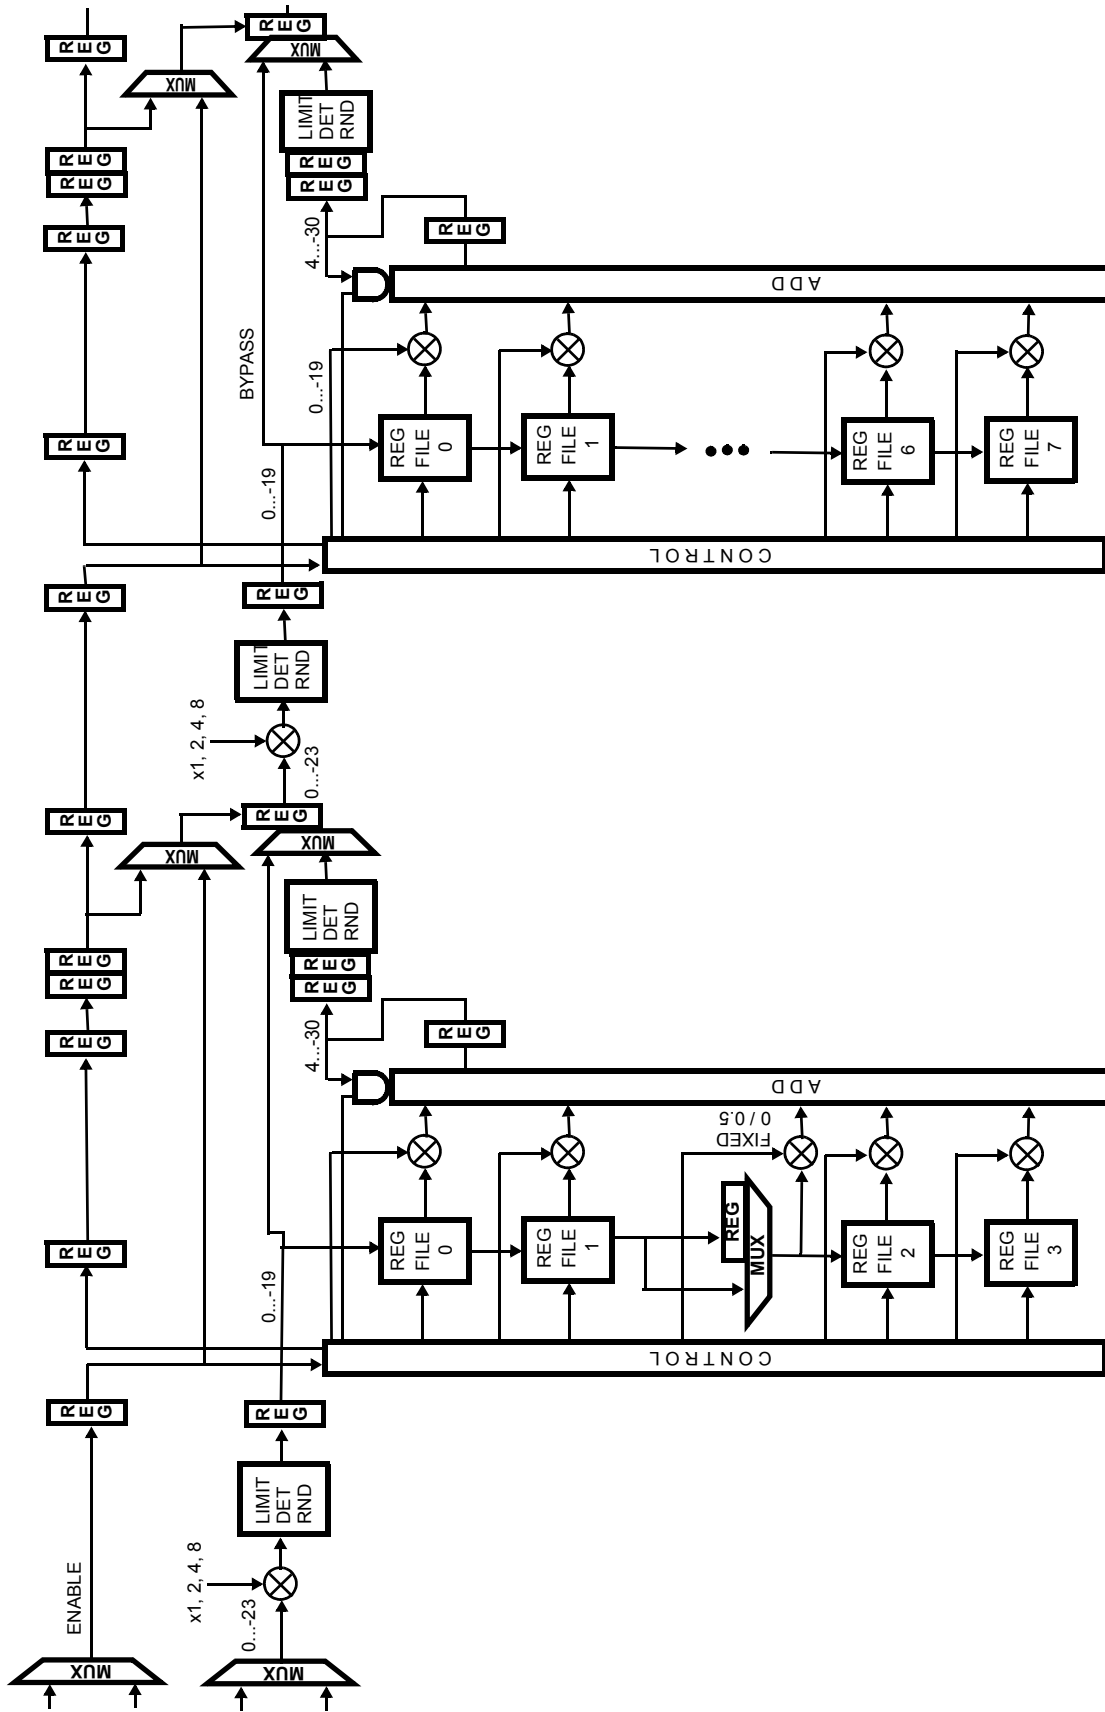 REG
REG
MUX
MUX
LIMIT
DET
RND
REG
REG
REG
REG
REG
4...-30
REG
REG
ADD
BYPASS
0...-19
REG
FILE
0
REG
FILE
1
REG
FILE
6
REG
FILE
7
REG
0...-19
CONTROL
REG
REG
LIMIT
DET
RND
x1, 2, 4, 8
0...-23
REG
REG
MUX
MUX
LIMIT
DET
RND
REG
REG
REG
REG
REG
4...-30
REG
ADD
FIXED
0 / 0.5
REG
MUX
REG
FILE
0
REG
FILE
1
REG
FILE
2
REG
FILE
3
REG
0...-19
CONTROL
REG
REG
LIMIT
DET
RND
ENABLE
x1, 2, 4, 8
0...-23
MUX
MUX